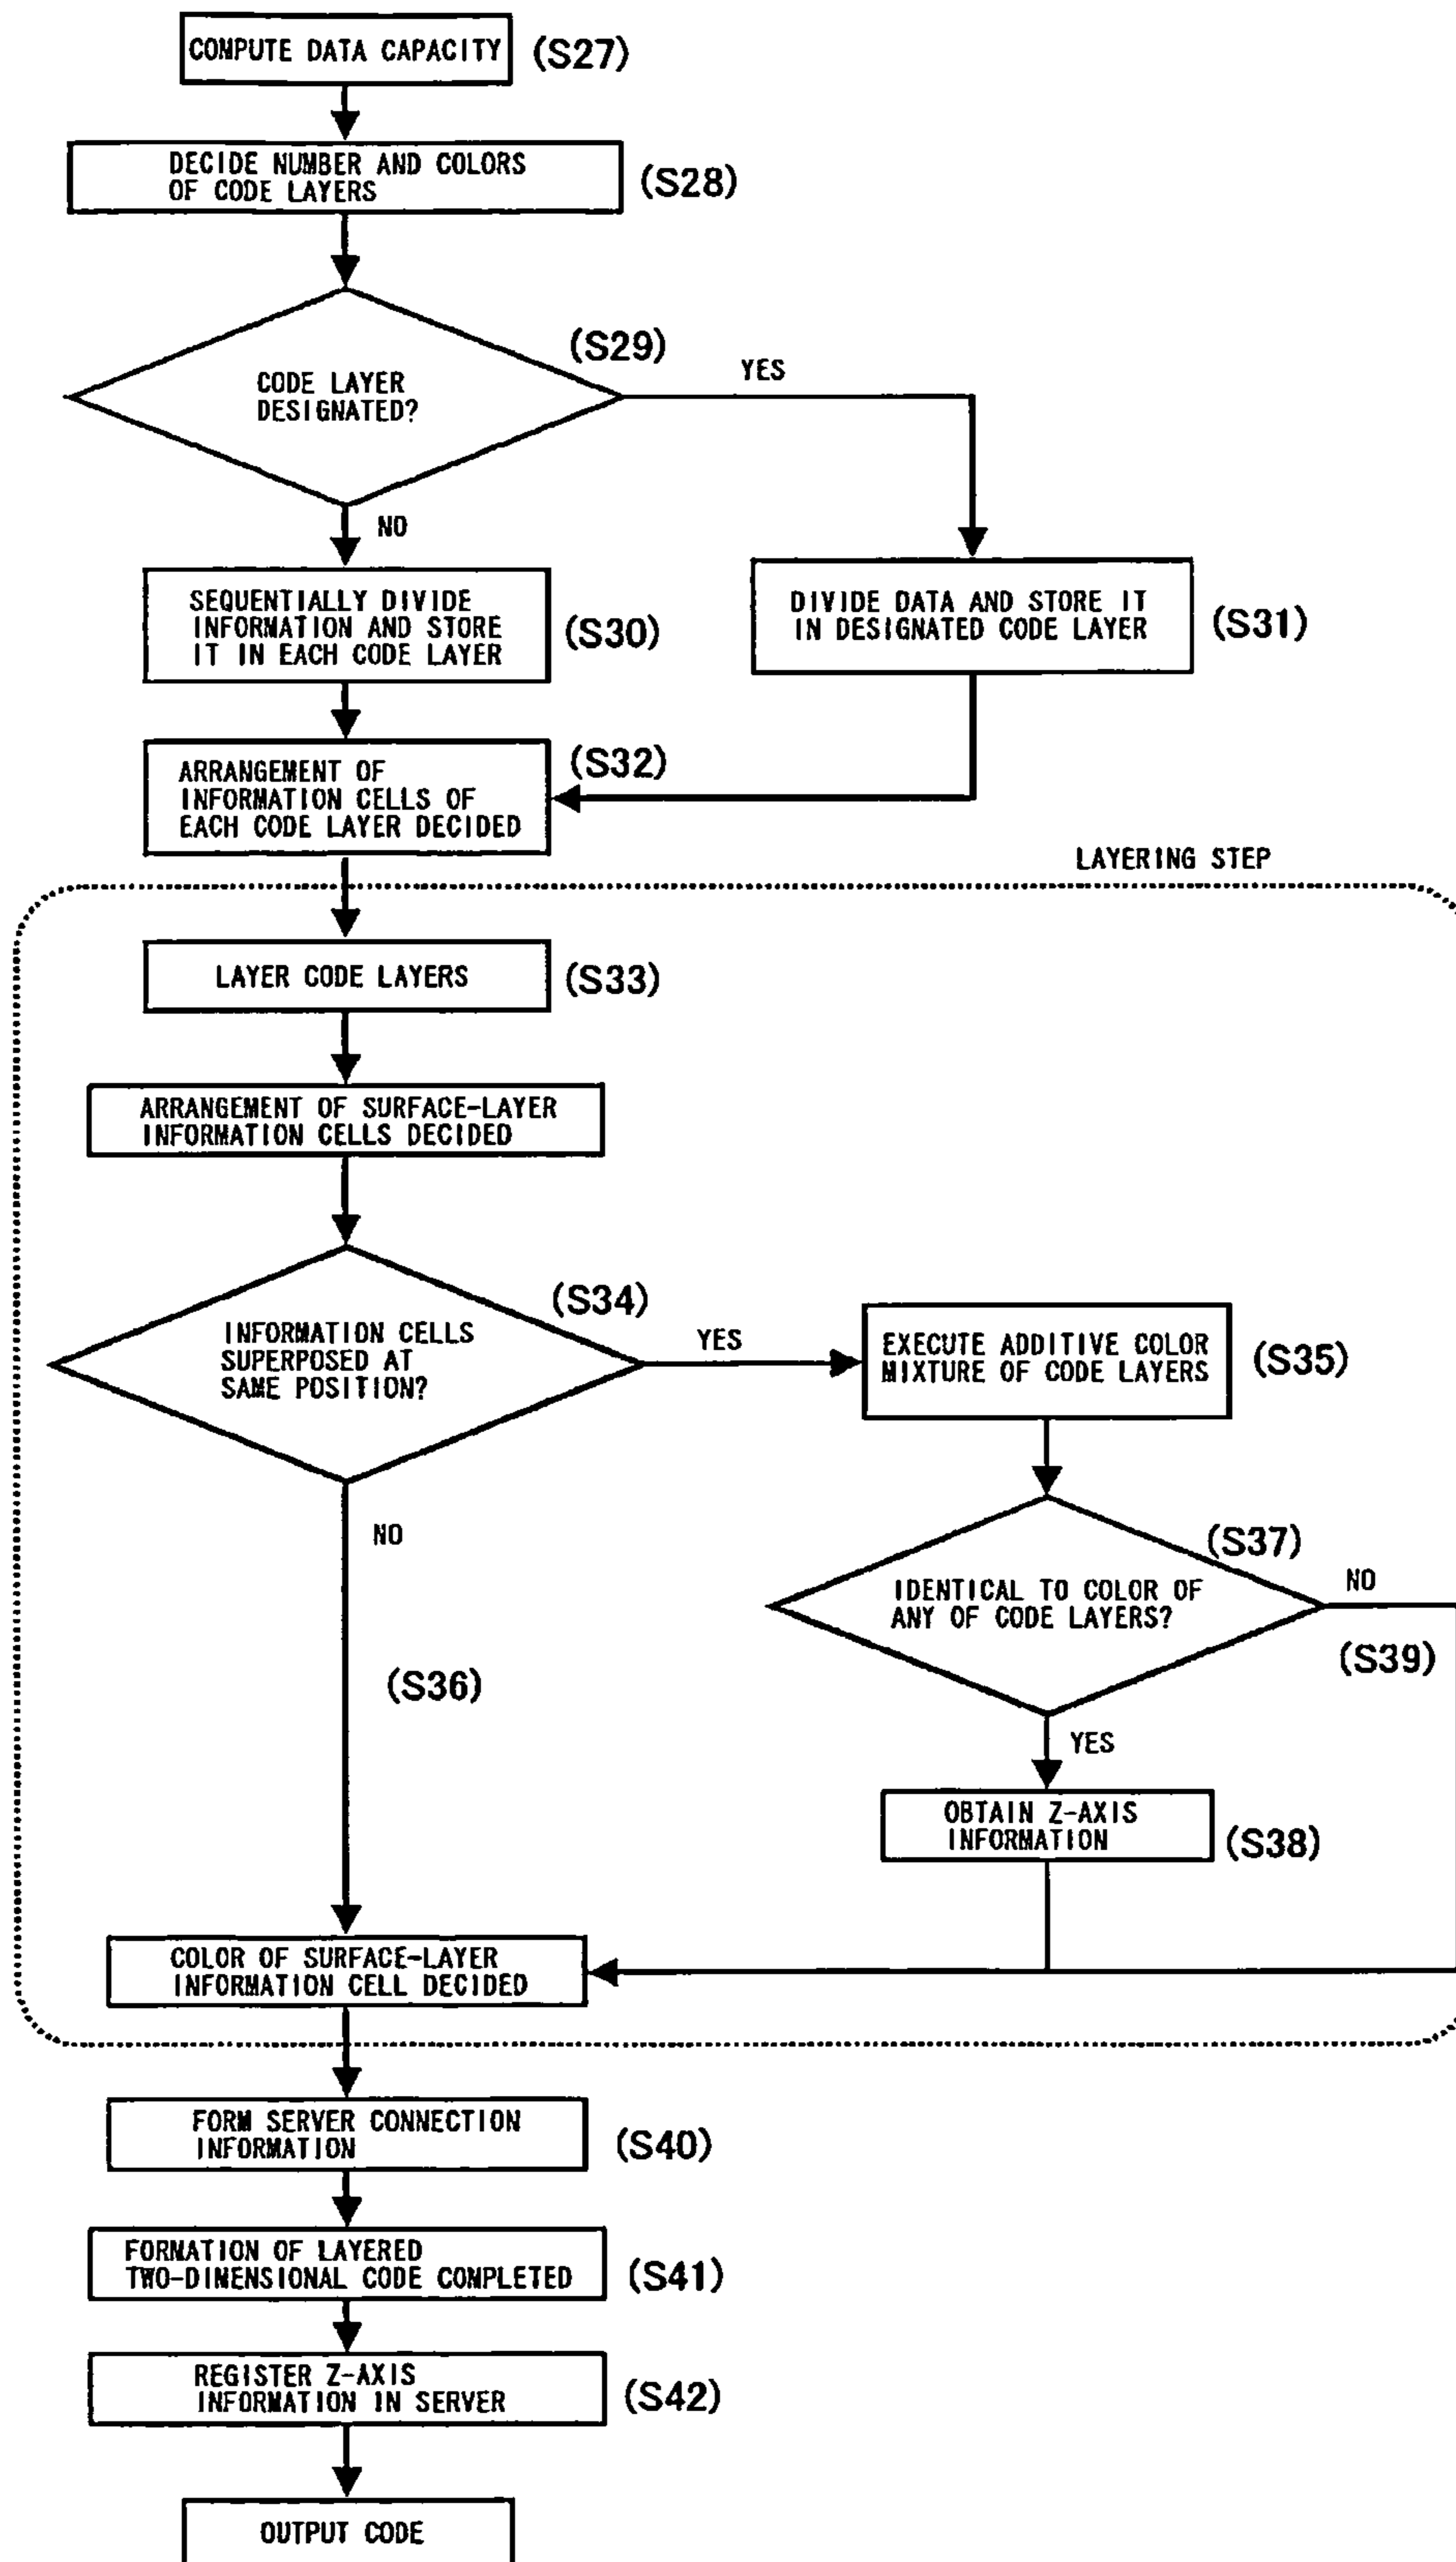 COMPUTE DATA CAPACITY
(S27)
DECIDE NUMBER AND COLORS
OF CODE LAYERS
(S28)
(S29)
CODE LAYER
DESIGNATED?
YES
NO
SEQUENTIALLY DIVIDE
INFORMATION AND STORE
IT IN EACH CODE LAYER
(S30)
DIVIDE DATA AND STORE IT
IN DESIGNATED CODE LAYER
(S31)
ARRANGEMENT OF
INFORMATION CELLS OF
EACH CODE LAYER DECIDED
(S32)
LAYERING STEP
LAYER CODE LAYERS
(S33)
ARRANGEMENT OF SURFACE-LAYER
INFORMATION CELLS DECIDED
(S34)
INFORMATION CELLS
SUPERPOSED AT
SAME POSITION?
YES
EXECUTE ADDITIVE COLOR
MIXTURE OF CODE LAYERS
(S35)
NO
(S37)
IDENTICAL TO COLOR OF
ANY OF CODE LAYERS?
NO
(S39)
(S36)
YES
OBTAIN Z-AXIS
INFORMATION
(S38)
COLOR OF SURFACE-LAYER
INFORMATION CELL DECIDED
FORM SERVER CONNECTION
INFORMATION
(S40)
FORMATION OF LAYERED
TWO-DIMENSIONAL CODE COMPLETED
(S41)
REGISTER Z-AXIS
INFORMATION IN SERVER
(S42)
OUTPUT CODE